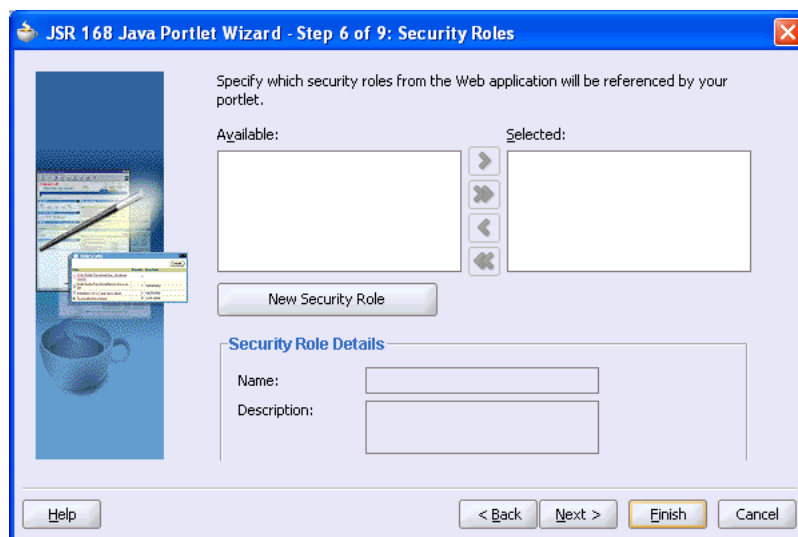 JSR 168 Java Portlet Wizard - Step 6 of 9: Security Roles
Specify which security roles from the Web application will be referenced by your
portlet.
Available:
Selected:
New Security Role
Security Role Details
Name:
Description:
Help
< Back
Next >
Finish
Cancel